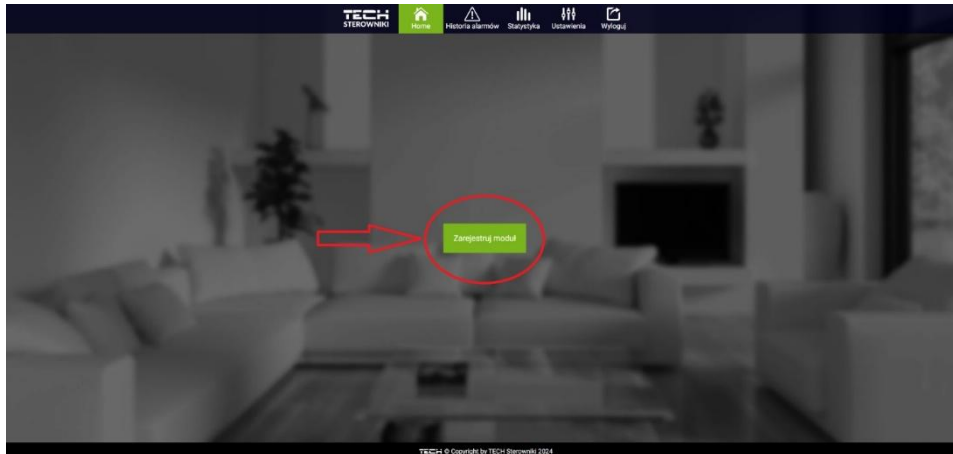 TECH
STEROWNIKI
Home
Historia alarmów
Statystyka
Ustawienia
Wyloguj
Zarejestruj moduł
TECH © Copyright by TECH Sterowniki 2024